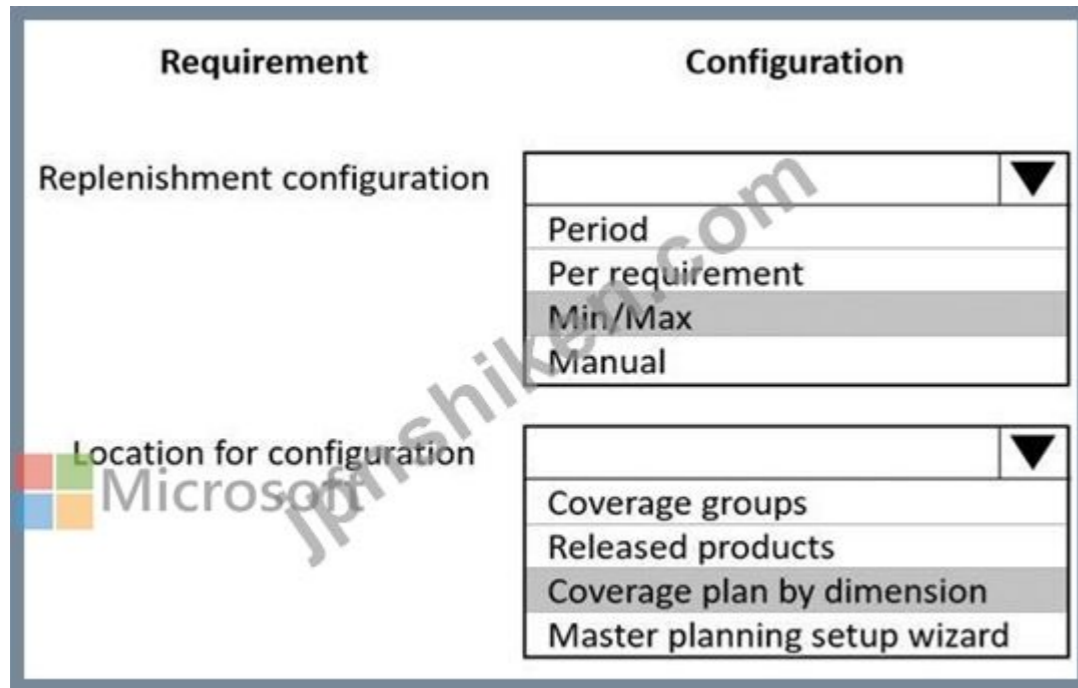 Requirement Configuration
Replenishment configuration
Period
Per requirement
Min/Max
Manual
Location for configuration
Coverage groups
Released products
Coverage plan by dimension
Master planning setup wizard
Microsoft
jpnshiken.com